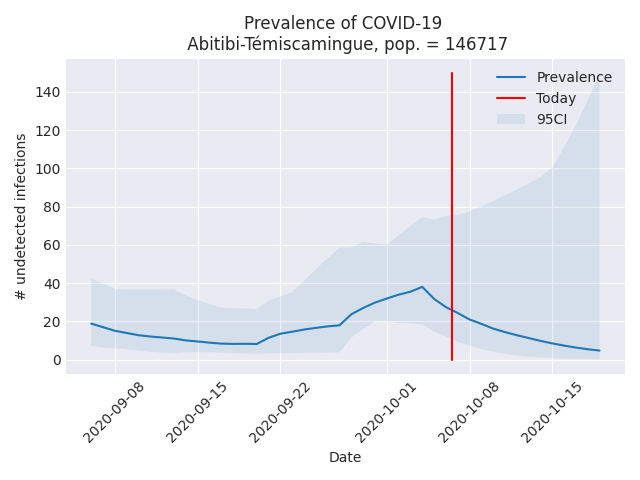 Prevalence of COVID-19
Abitibi-Témiscamingue, pop. = 146717
# undetected infections
140
120
100
80
60
40
20
0
Prevalence
Today
95CI
2020-09-08
2020-09-15
2020-09-22
2020-10-01
2020-10-08
2020-10-15
Date